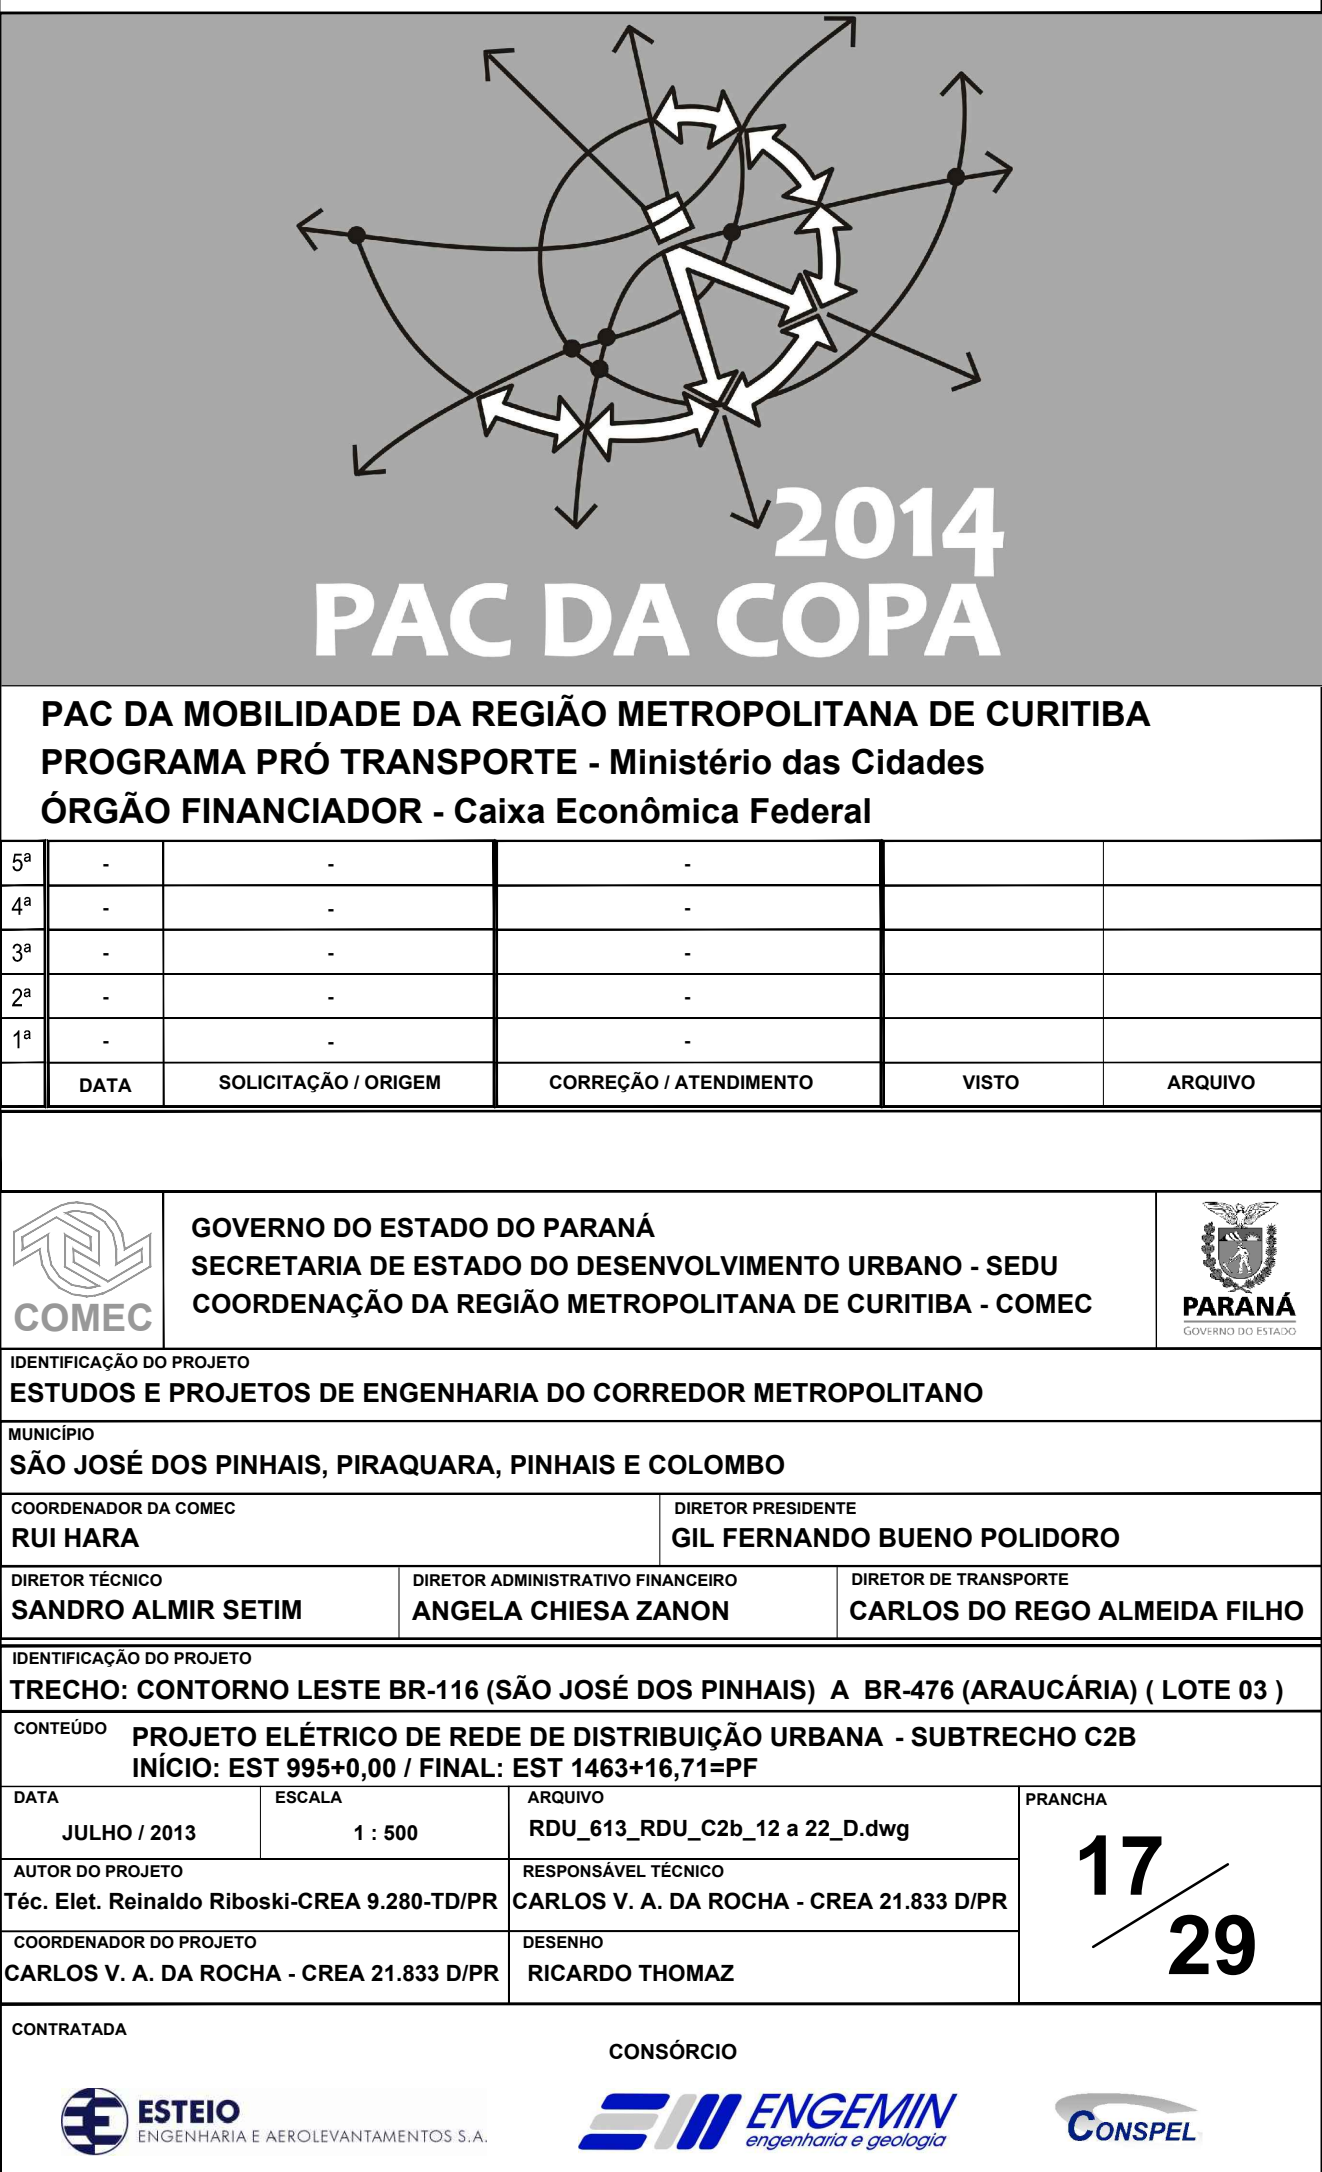 2014
PAC DA COPA
PAC DA MOBILIDADE DA REGIÃO METROPOLITANA DE CURITIBA
PROGRAMA PRÓ TRANSPORTE - Ministério das Cidades
ÓRGÃO FINANCIADOR - Caixa Econômica Federal
5ª - - -
4ª - - -
3ª - - -
2ª - - -
1ª - - -
DATA SOLICITAÇÃO / ORIGEM CORREÇÃO / ATENDIMENTO VISTO ARQUIVO
COMEC
GOVERNO DO ESTADO DO PARANÁ
SECRETARIA DE ESTADO DO DESENVOLVIMENTO URBANO - SEDU
COORDENAÇÃO DA REGIÃO METROPOLITANA DE CURITIBA - COMEC
PARANÁ
GOVERNO DO ESTADO
IDENTIFICAÇÃO DO PROJETO
ESTUDOS E PROJETOS DE ENGENHARIA DO CORREDOR METROPOLITANO
MUNICÍPIO
SÃO JOSÉ DOS PINHAIS, PIRAQUARA, PINHAIS E COLOMBO
COORDENADOR DA COMEC
RUI HARA
DIRETOR PRESIDENTE
GIL FERNANDO BUENO POLIDORO
DIRETOR TÉCNICO
SANDRO ALMIR SETIM
DIRETOR ADMINISTRATIVO FINANCEIRO
ANGELA CHIESA ZANON
DIRETOR DE TRANSPORTE
CARLOS DO REGO ALMEIDA FILHO
IDENTIFICAÇÃO DO PROJETO
TRECHO: CONTORNO LESTE BR-116 (SÃO JOSÉ DOS PINHAIS) A BR-476 (ARAUCÁRIA) ( LOTE 03 )
CONTEÚDO
PROJETO ELÉTRICO DE REDE DE DISTRIBUIÇÃO URBANA - SUBTRECHO C2B
INÍCIO: EST 995+0,00 / FINAL: EST 1463+16,71=PF
DATA
JULHO / 2013
ESCALA
1 : 500
ARQUIVO
RDU_613_RDU_C2b_12 a 22_D.dwg
PRANCHA
17
29
AUTOR DO PROJETO
Téc. Elet. Reinaldo Riboski-CREA 9.280-TD/PR
RESPONSÁVEL TÉCNICO
CARLOS V. A. DA ROCHA - CREA 21.833 D/PR
COORDENADOR DO PROJETO
CARLOS V. A. DA ROCHA - CREA 21.833 D/PR
DESENHO
RICARDO THOMAZ
CONTRATADA
CONSÓRCIO
ESTEIO
ENGENHARIA E AEROLEVANTAMENTOS S.A.
ENGEMIN
engenharia e geologia
CONSPEL